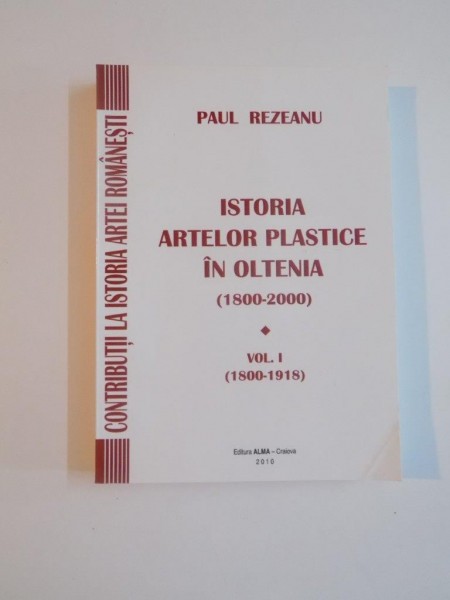 CONTRIBUȚII LA ISTORIA ARTEI ROMÂNEȘTI
PAUL REZEANU
ISTORIA
ARTELOR PLASTICE
ÎN OLTENIA
(1800-2000)
VOL. I
(1800-1918)
Editura ALMA – Craiova
2010